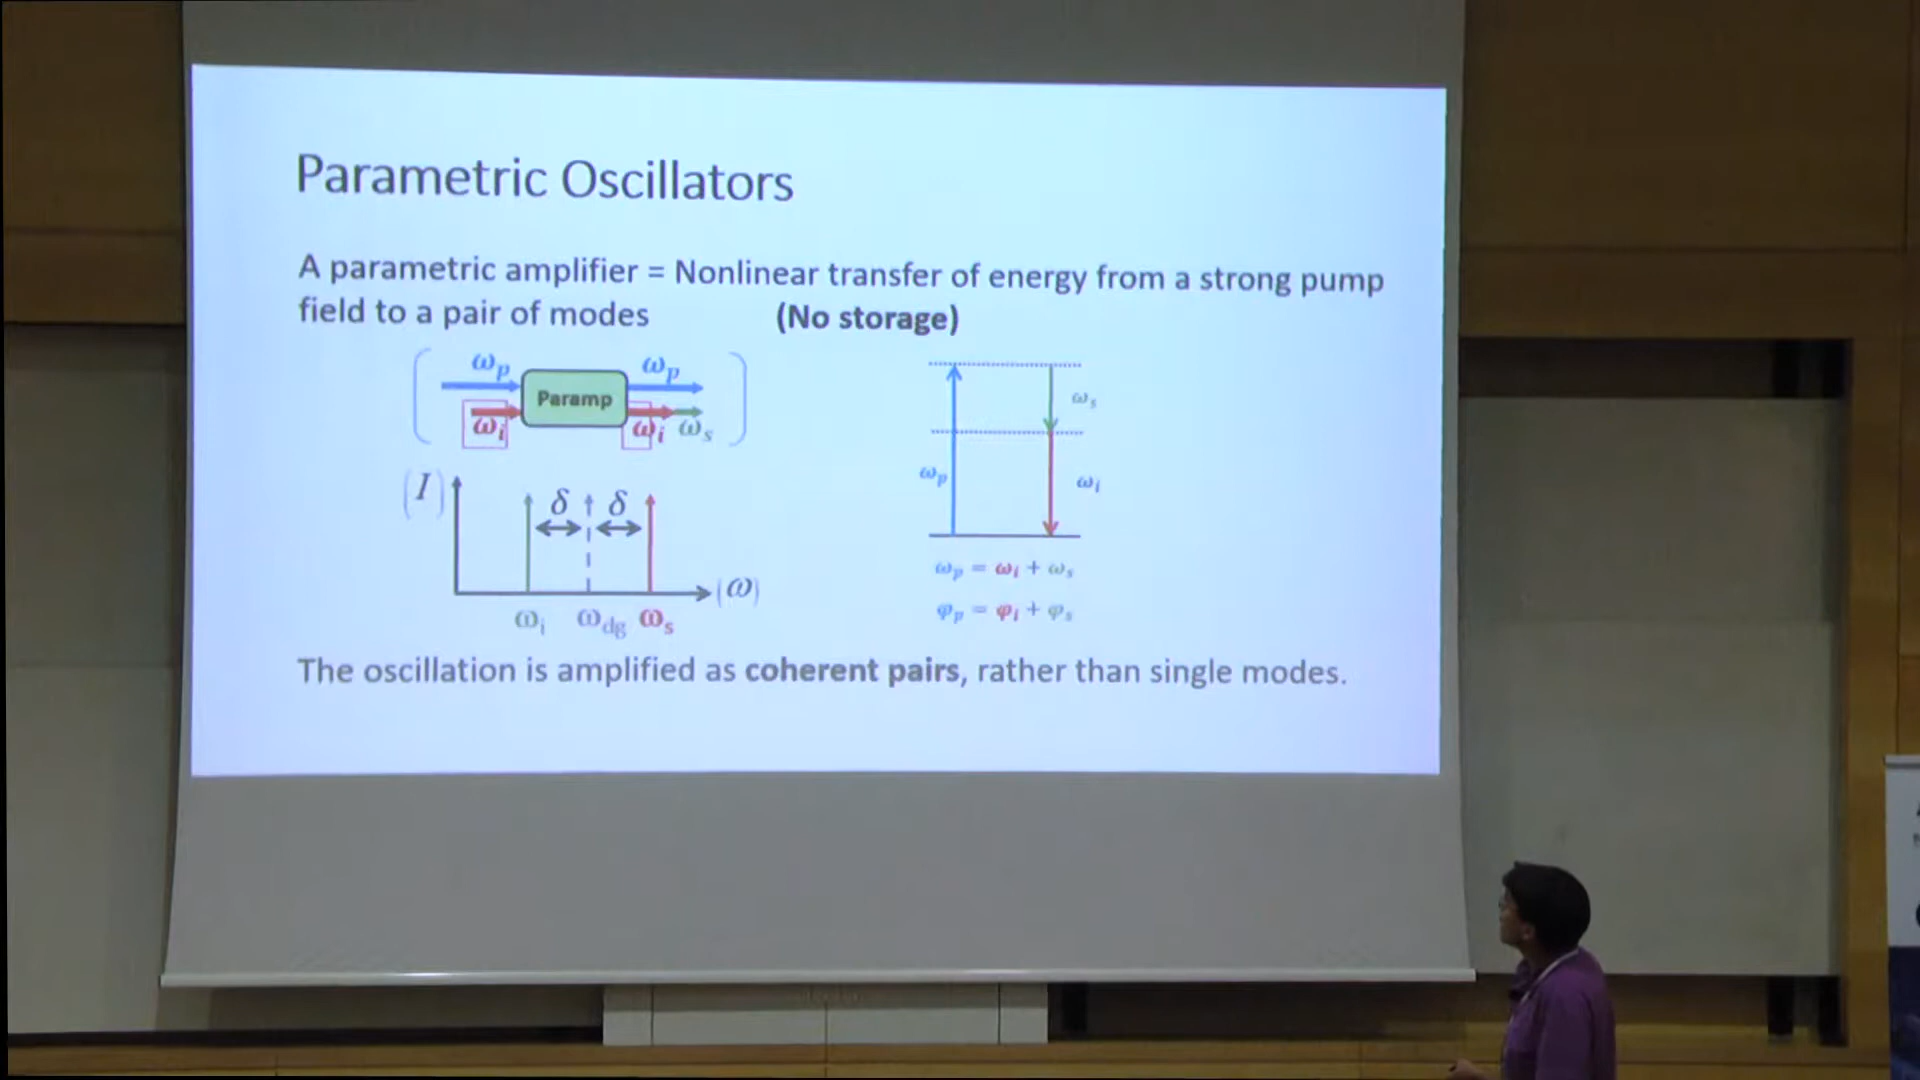 Parametric Oscillators
A parametric amplifier = Nonlinear transfer of energy from a strong pump
field to a pair of modes (No storage)
ωp ωp
Paramp
ωi ωi ωs
(I) δ δ
(ω)
ωi ωdg ωs
ωs
ωp ωi
ωp = ωi + ωs
φp = φi + φs
The oscillation is amplified as coherent pairs, rather than single modes.